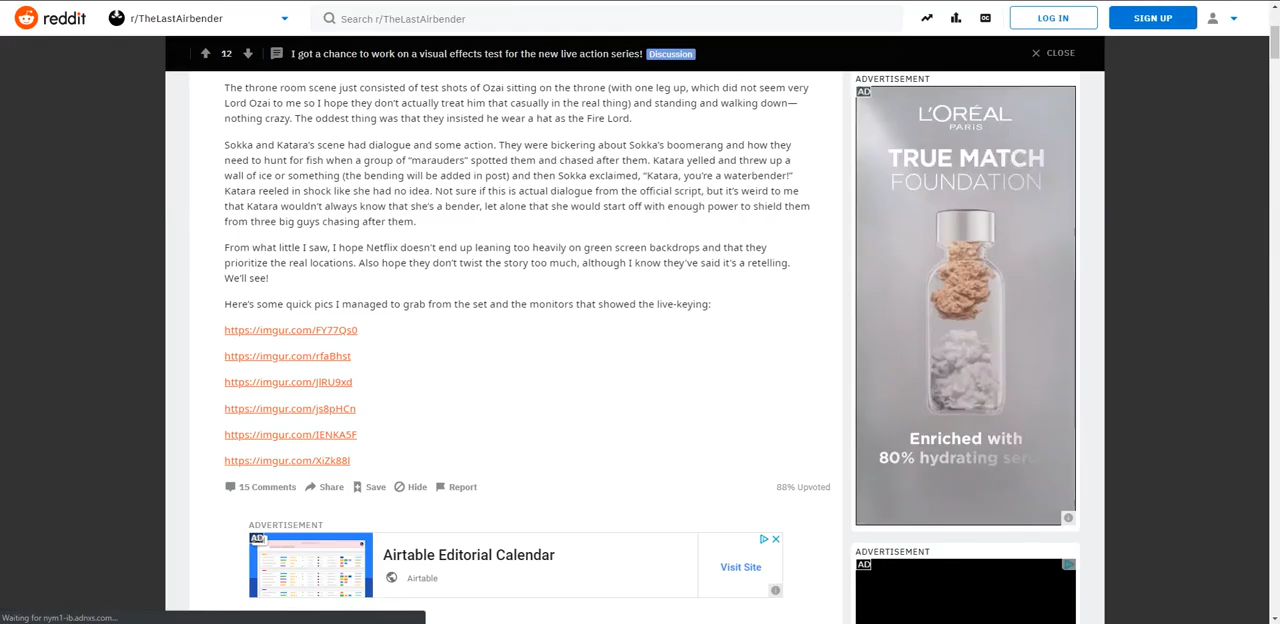 reddit
r/TheLastAirbender
Search r/TheLastAirbender
LOG IN
SIGN UP
12
I got a chance to work on a visual effects test for the new live action series!
Discussion
CLOSE
The throne room scene just consisted of test shots of Ozai sitting on the throne (with one leg up, which did not seem very
Lord Ozai to me so I hope they don't actually treat him that casually in the real thing) and standing and walking down—
nothing crazy. The oddest thing was that they insisted he wear a hat as the Fire Lord.
Sokka and Katara's scene had dialogue and some action. They were bickering about Sokka's boomerang and how they
need to hunt for fish when a group of "marauders" spotted them and chased after them. Katara yelled and threw up a
wall of ice or something (the bending will be added in post) and then Sokka exclaimed, "Katara, you're a waterbender!"
Katara reeled in shock like she had no idea. Not sure if this is actual dialogue from the official script, but it's weird to me
that Katara wouldn't always know that she's a bender, let alone that she would start off with enough power to shield them
from three big guys chasing after them.
From what little I saw, I hope Netflix doesn't end up leaning too heavily on green screen backdrops and that they
prioritize the real locations. Also hope they don't twist the story too much, although I know they've said it's a retelling.
We'll see!
Here's some quick pics I managed to grab from the set and the monitors that showed the live-keying:
https://imgur.com/FY77Qs0
https://imgur.com/rfaBhst
https://imgur.com/JlRU9xd
https://imgur.com/js8pHCn
https://imgur.com/IENKA5F
https://imgur.com/XiZk88l
15 Comments
Share
Save
Hide
Report
88% Upvoted
ADVERTISEMENT
AD
Airtable Editorial Calendar
Airtable
Visit Site
ADVERTISEMENT
AD
L'ORÉAL
PARIS
TRUE MATCH
FOUNDATION
Enriched with
80% hydrating serum
ADVERTISEMENT
AD
Waiting for nym1-ib.adnxs.com...